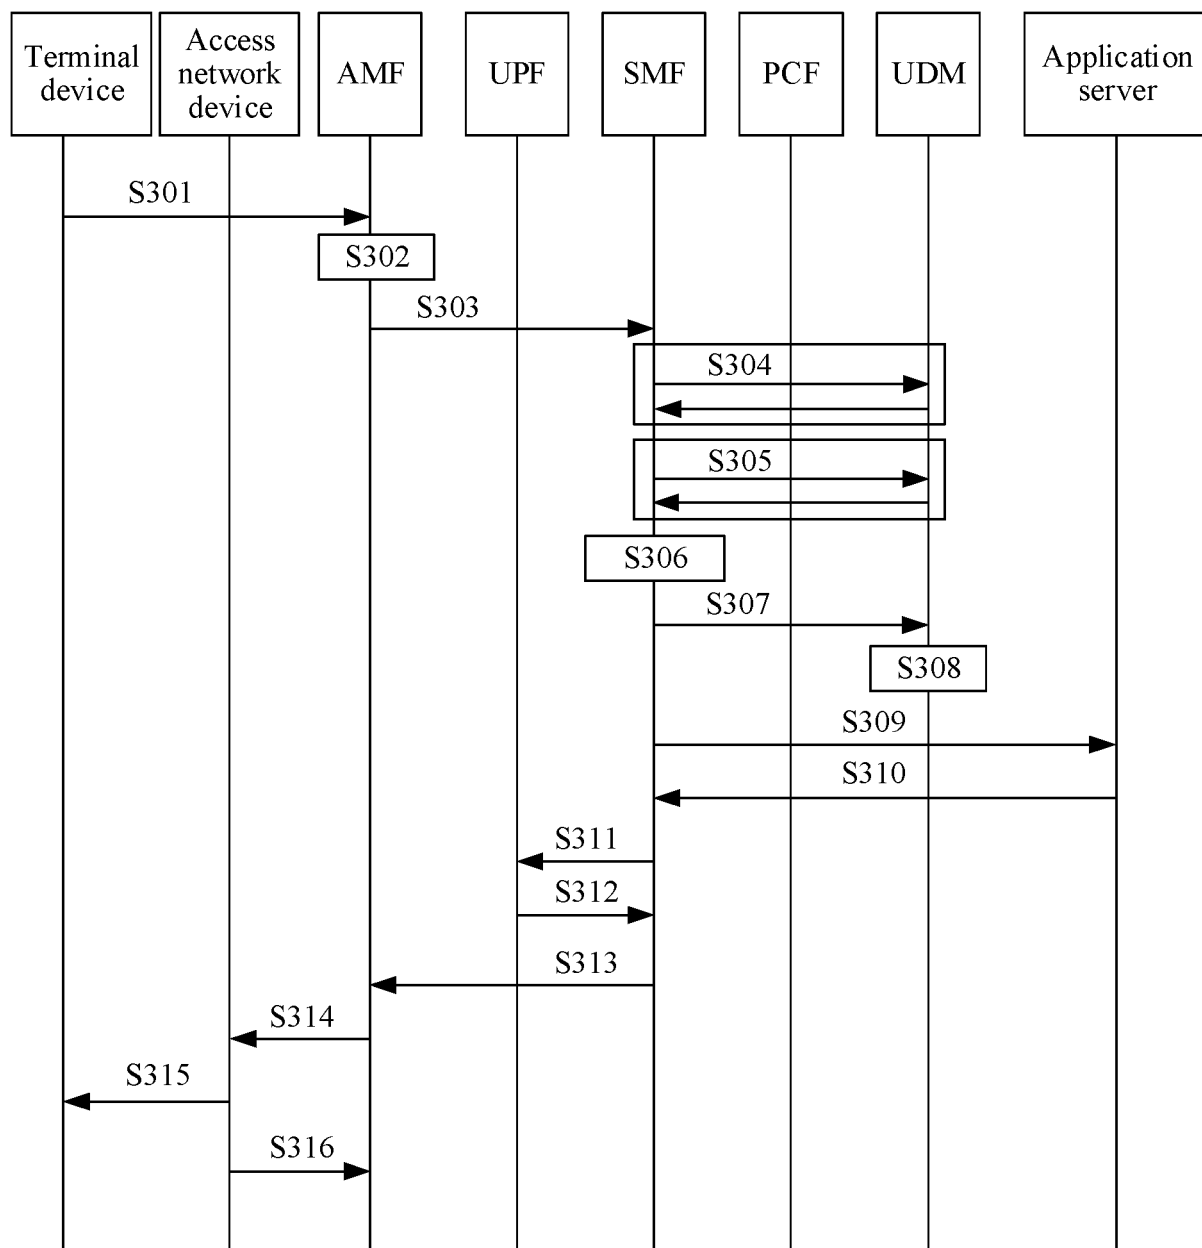 Terminal
device
Access
network
device
AMF
UPF
SMF
PCF
UDM
Application
server
S301
S302
S303
S304
S305
S306
S307
S308
S309
S310
S311
S312
S313
S314
S315
S316